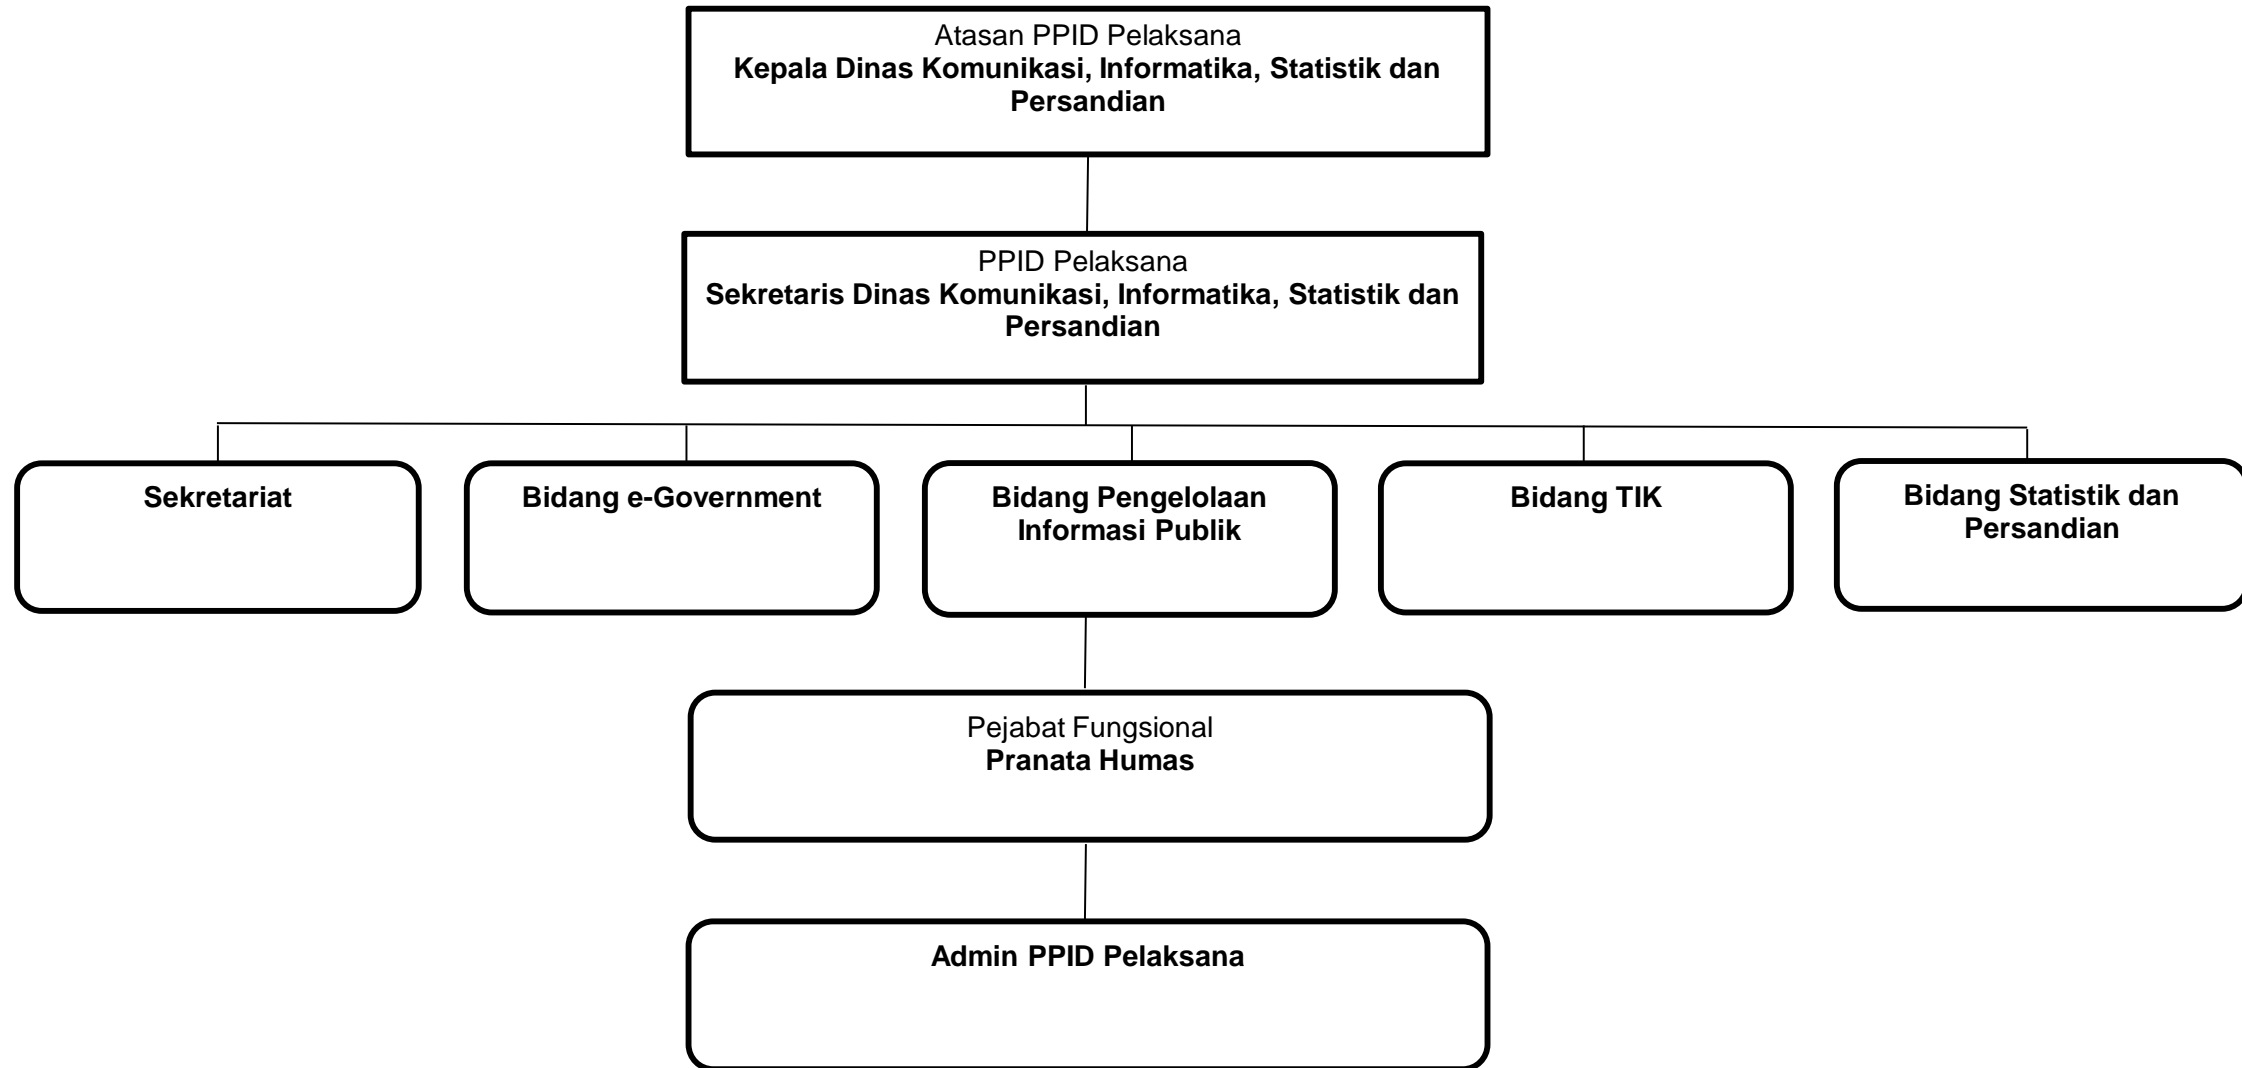 Atasan PPID Pelaksana
Kepala Dinas Komunikasi, Informatika, Statistik dan
Persandian
PPID Pelaksana
Sekretaris Dinas Komunikasi, Informatika, Statistik dan
Persandian
Sekretariat
Bidang e-Government
Bidang Pengelolaan
Informasi Publik
Bidang TIK
Bidang Statistik dan
Persandian
Pejabat Fungsional
Pranata Humas
Admin PPID Pelaksana